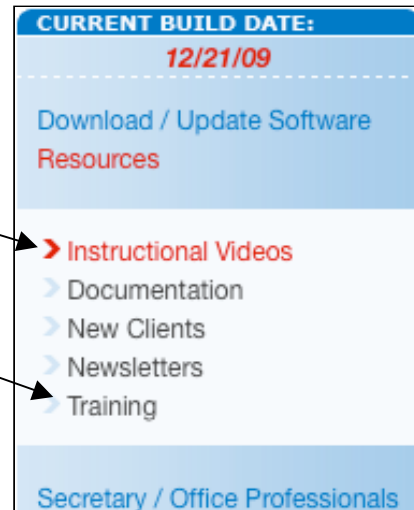 CURRENT BUILD DATE:
12/21/09
Download / Update Software
Resources
Instructional Videos
Documentation
New Clients
Newsletters
Training
Secretary / Office Professionals